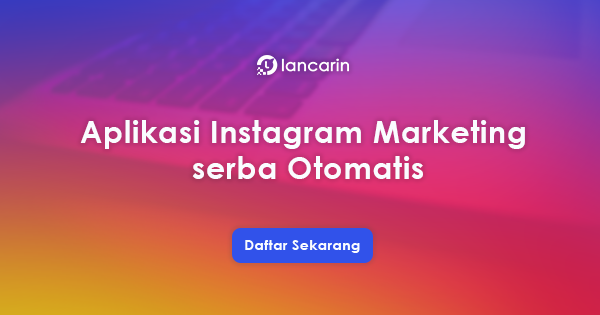 lancarin
Aplikasi Instagram Marketing
serba Otomatis
Daftar Sekarang